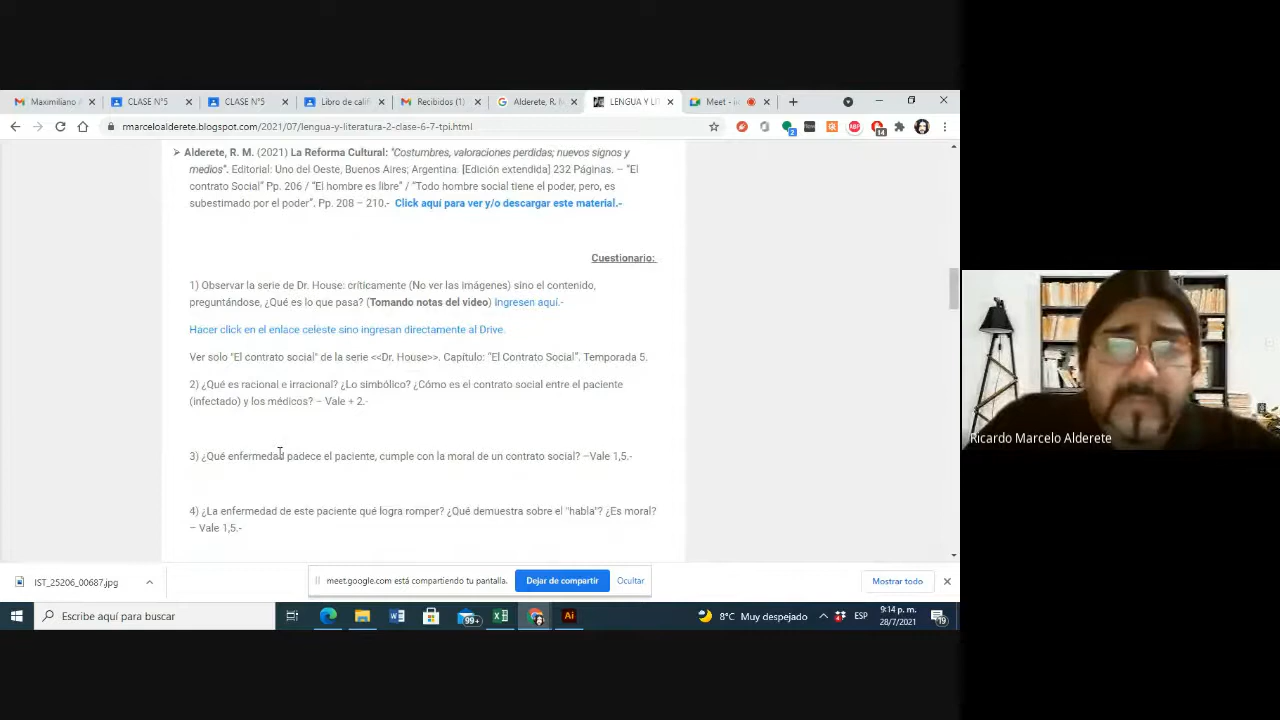 Maximiliano
CLASE N°5
CLASE N°5
Libro de calif
Recibidos (1)
Alderete, R. M
LENGUA Y LI
Meet -
marceloalderete.blogspot.com/2021/07/lengua-y-literatura-2-clase-6-7-tpi.html
➤ Alderete, R. M. (2021) La Reforma Cultural: "Costumbres, valoraciones perdidas; nuevos signos y
medios". Editorial: Uno del Oeste, Buenos Aires; Argentina. [Edición extendida] 232 Páginas. – "El
contrato Social" Pp. 206 / "El hombre es libre" / "Todo hombre social tiene el poder, pero, es
subestimado por el poder". Pp. 208 – 210.- Click aquí para ver y/o descargar este material.-
Cuestionario:
1) Observar la serie de Dr. House: críticamente (No ver las imágenes) sino el contenido,
preguntándose, ¿Qué es lo que pasa? (Tomando notas del video) Ingresen aquí.-
Hacer click en el enlace celeste sino ingresan directamente al Drive.
Ver solo "El contrato social" de la serie <<Dr. House>>. Capítulo: "El Contrato Social". Temporada 5.
2) ¿Qué es racional e irracional? ¿Lo simbólico? ¿Cómo es el contrato social entre el paciente
(infectado) y los médicos? – Vale + 2.-
3) ¿Qué enfermedad padece el paciente, cumple con la moral de un contrato social? –Vale 1,5.-
4) ¿La enfermedad de este paciente qué logra romper? ¿Qué demuestra sobre el "habla"? ¿Es moral?
– Vale 1,5.-
Ricardo Marcelo Alderete
IST_25206_00687.jpg
meet.google.com está compartiendo tu pantalla.
Dejar de compartir
Ocultar
Mostrar todo
Escribe aquí para buscar
99+
8°C Muy despejado
ESP
9:14 p. m.
28/7/2021
19